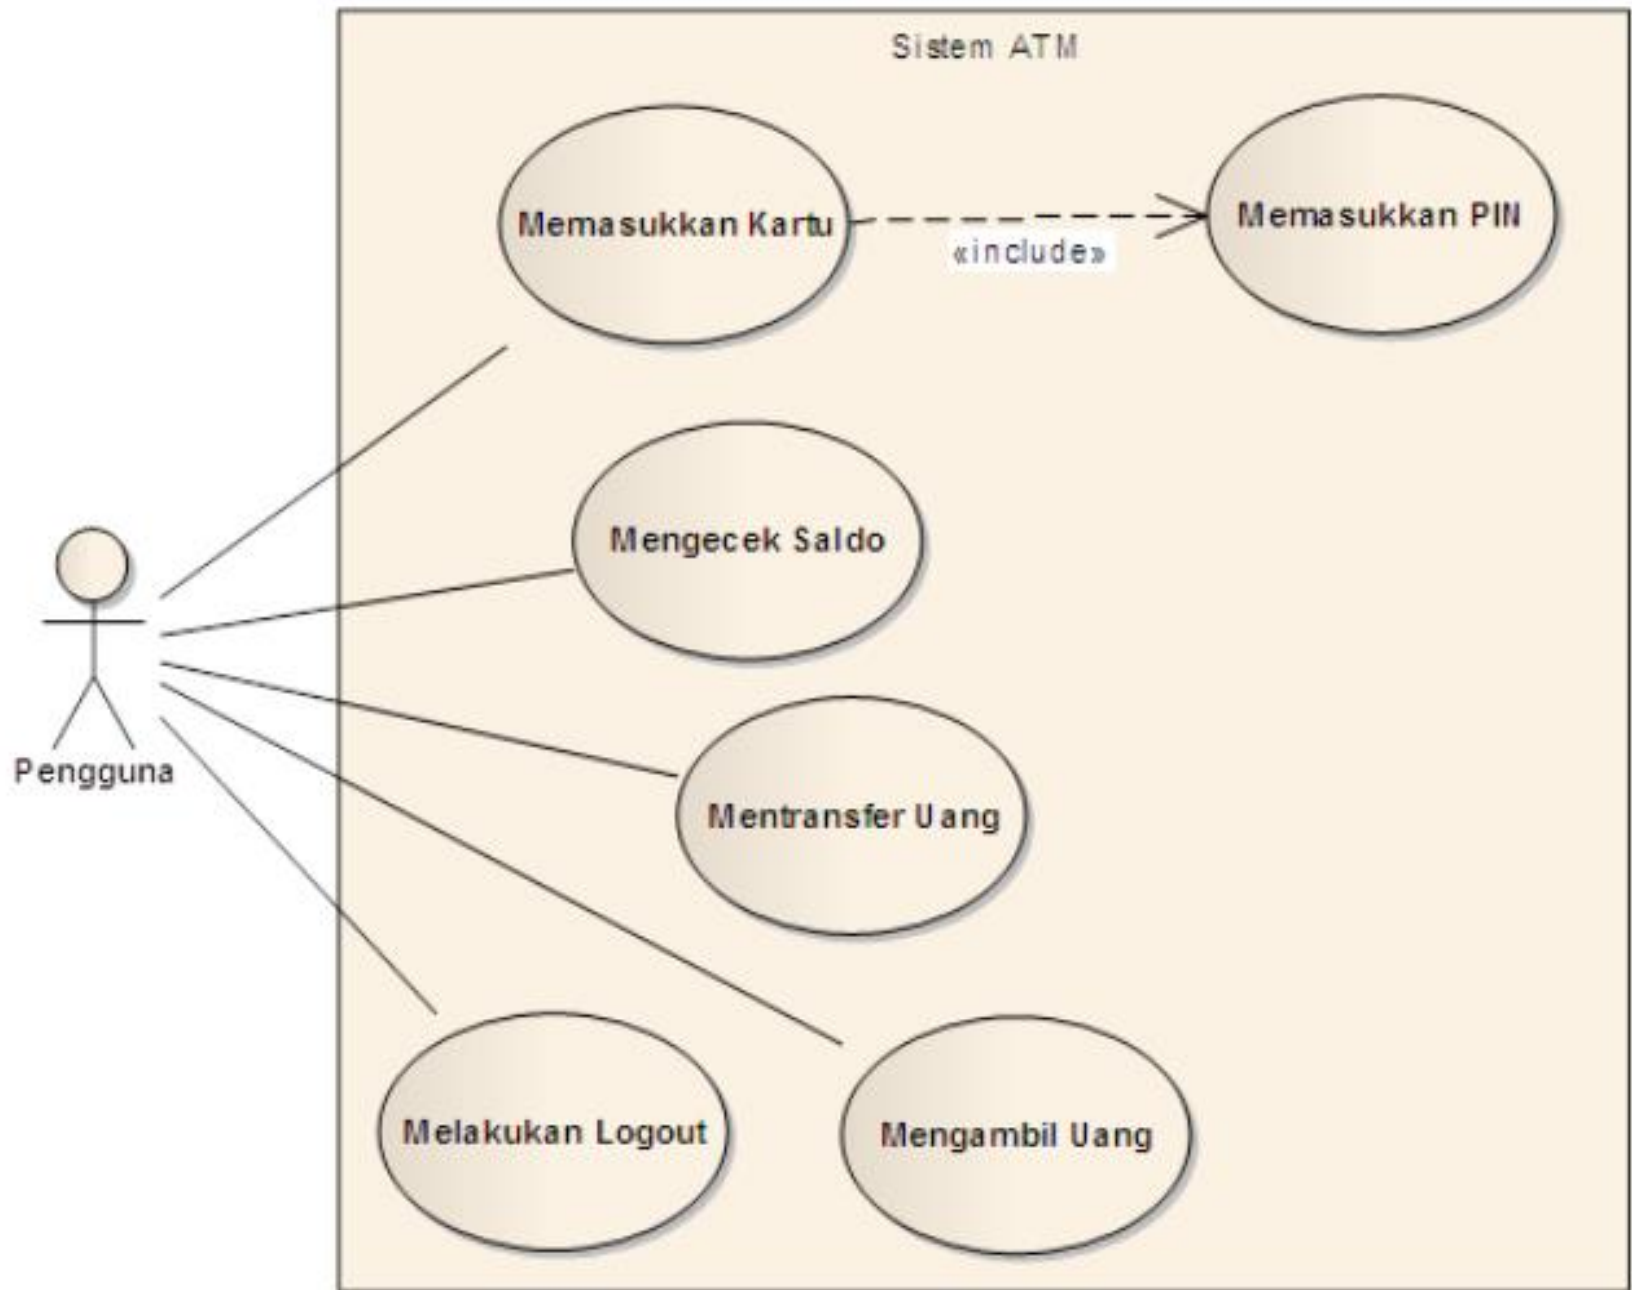 Sistem ATM
Memasukkan Kartu
«include»
Memasukkan PIN
Mengecek Saldo
Pengguna
Mentransfer Uang
Melakukan Logout
Mengambil Uang